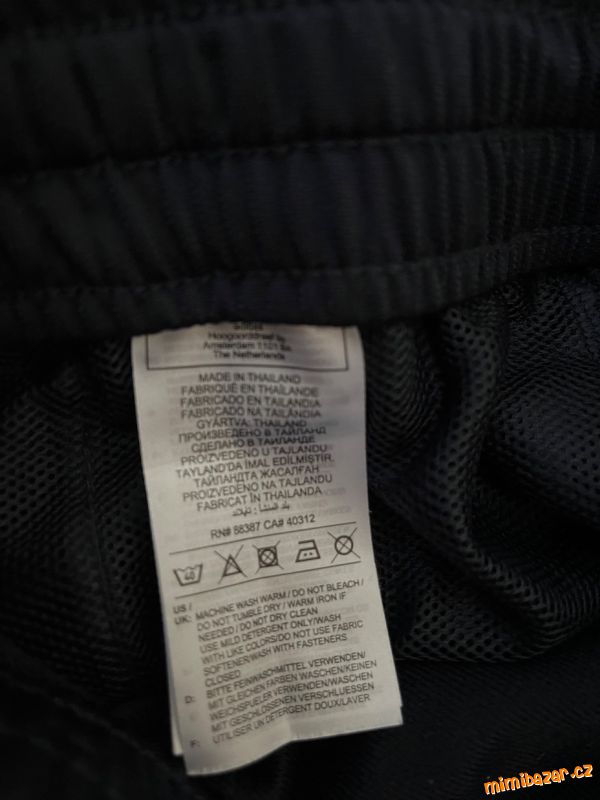 Hoogoorddreef 9a
Amsterdam 1101 BA
The Netherlands
MADE IN THAILAND
FABRIQUÉ EN THAÏLANDE
FABRICADO EN TAILANDIA
FABRICADO NA TAILÂNDIA
GYÁRTVA: THAILAND
ПРОИЗВЕДЕНО В ТАЙЛАНД
СДЕЛАНО В ТАИЛАНДЕ
PROIZVEDENO U TAJLANDU
TAYLAND'DA İMAL EDİLMİŞTİR.
ТАЙЛАНДТА ЖАСАЛҒАН
PROIZVEDENO NA TAJLANDU
FABRICAT ÎN THAILANDA
RN# 88387 CA# 40312
40
US /
UK: MACHINE WASH WARM / DO NOT BLEACH /
DO NOT TUMBLE DRY / WARM IRON IF
NEEDED / DO NOT DRY CLEAN
USE MILD DETERGENT ONLY/WASH
WITH LIKE COLORS/DO NOT USE FABRIC
SOFTENER/WASH WITH FASTENERS
CLOSED
D: BITTE FEINWASCHMITTEL VERWENDEN/
MIT GLEICHEN FARBEN WASCHEN/KEINEN
WEICHSPÜLER VERWENDEN/WASCHEN
MIT GESCHLOSSENEN VERSCHLUESSEN
F: UTILISER UN DETERGENT DOUX/LAVER
mimibazar.cz